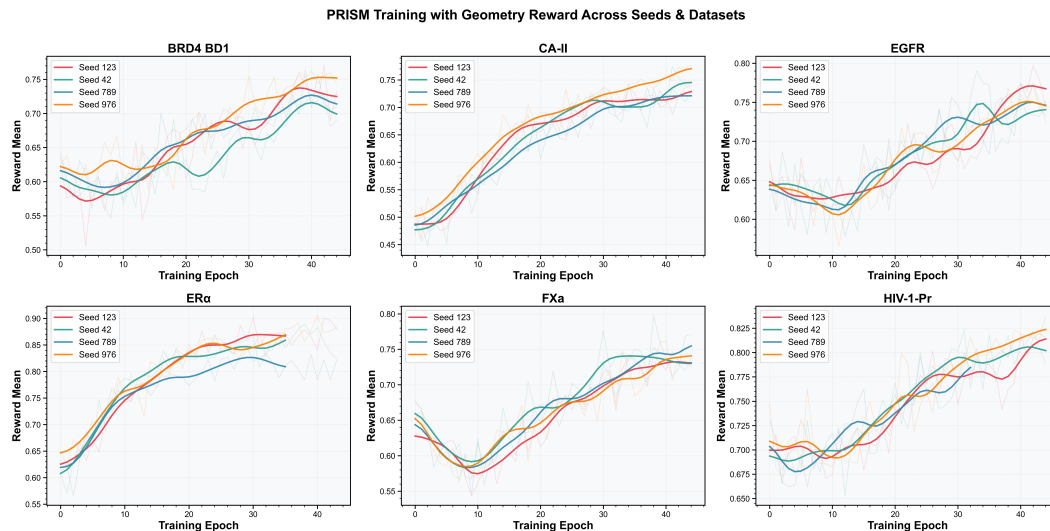 PRISM Training with Geometry Reward Across Seeds & Datasets
BRD4 BD1
Seed 123
Seed 42
Seed 789
Seed 976
0.75
0.70
0.65
0.60
0.55
0.50
Reward Mean
0
10
20
30
40
Training Epoch
CA-II
Seed 123
Seed 42
Seed 789
Seed 976
0.75
0.70
0.65
0.60
0.55
0.50
0.45
Reward Mean
0
10
20
30
40
Training Epoch
EGFR
Seed 123
Seed 42
Seed 789
Seed 976
0.80
0.75
0.70
0.65
0.60
Reward Mean
0
10
20
30
40
Training Epoch
ERα
Seed 123
Seed 42
Seed 789
Seed 976
0.90
0.85
0.80
0.75
0.70
0.65
0.60
0.55
Reward Mean
0
10
20
30
40
Training Epoch
FXa
Seed 123
Seed 42
Seed 789
Seed 976
0.80
0.75
0.70
0.65
0.60
0.55
Reward Mean
0
10
20
30
40
Training Epoch
HIV-1-Pr
Seed 123
Seed 42
Seed 789
Seed 976
0.825
0.800
0.775
0.750
0.725
0.700
0.675
0.650
Reward Mean
0
10
20
30
40
Training Epoch